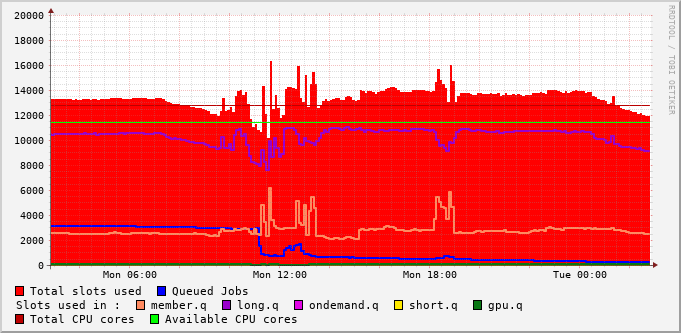 20000
18000
16000
14000
12000
10000
8000
6000
4000
2000
0
Mon 06:00 Mon 12:00 Mon 18:00 Tue 00:00
RRDTOOL / TOBI OETIKER
Total slots used Queued Jobs
Slots used in : member.q long.q ondemand.q short.q gpu.q
Total CPU cores Available CPU cores